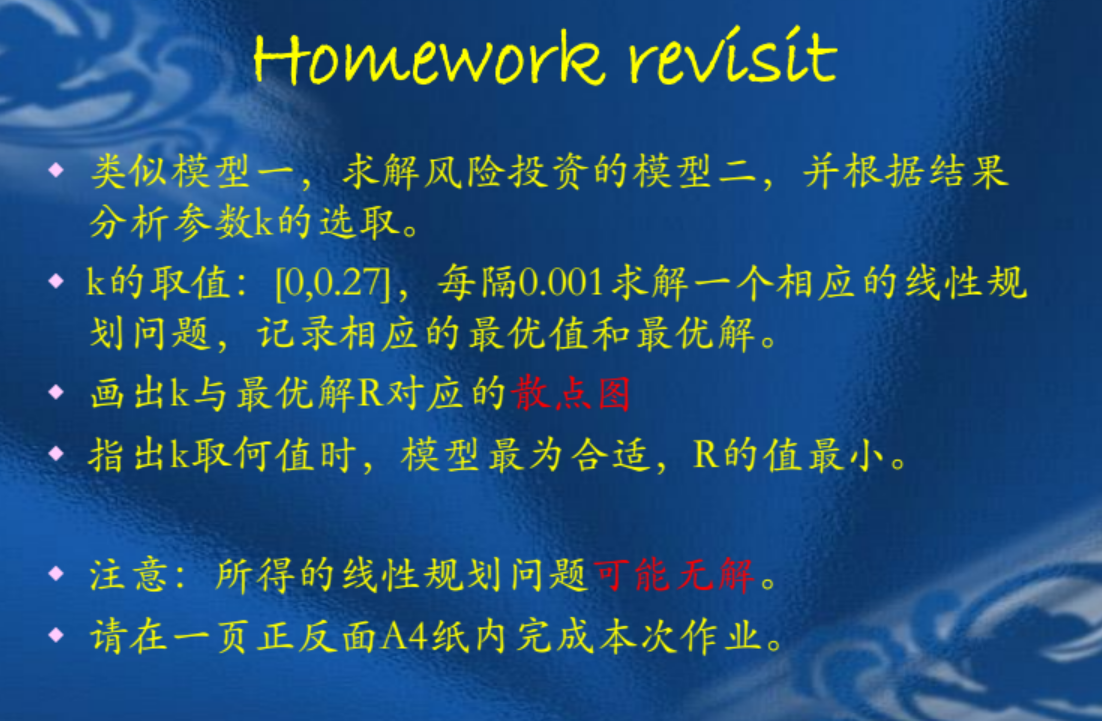 Homework revisit
类似模型一，求解风险投资的模型二，并根据结果
分析参数k的选取。
k的取值：[0,0.27]，每隔0.001求解一个相应的线性规
划问题，记录相应的最优值和最优解。
画出k与最优解R对应的散点图
指出k取何值时，模型最为合适，R的值最小。
注意：所得的线性规划问题可能无解。
请在一页正反面A4纸内完成本次作业。